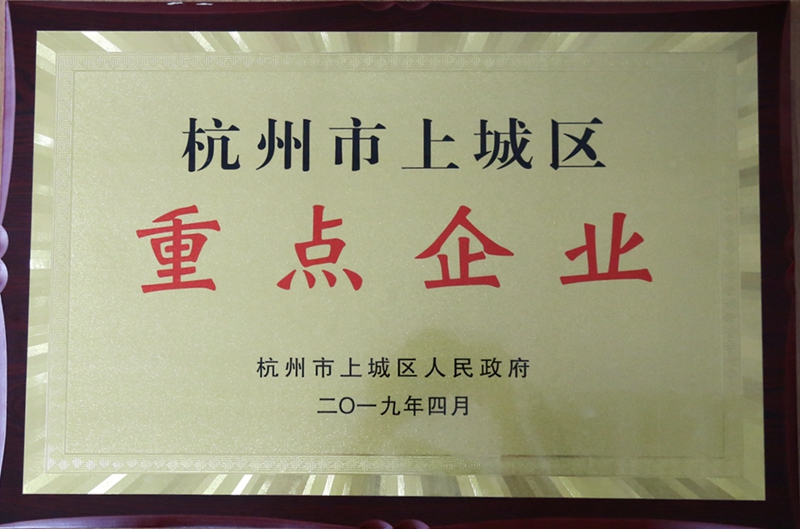 杭州市上城区
重点企业
杭州市上城区人民政府
二〇一九年四月